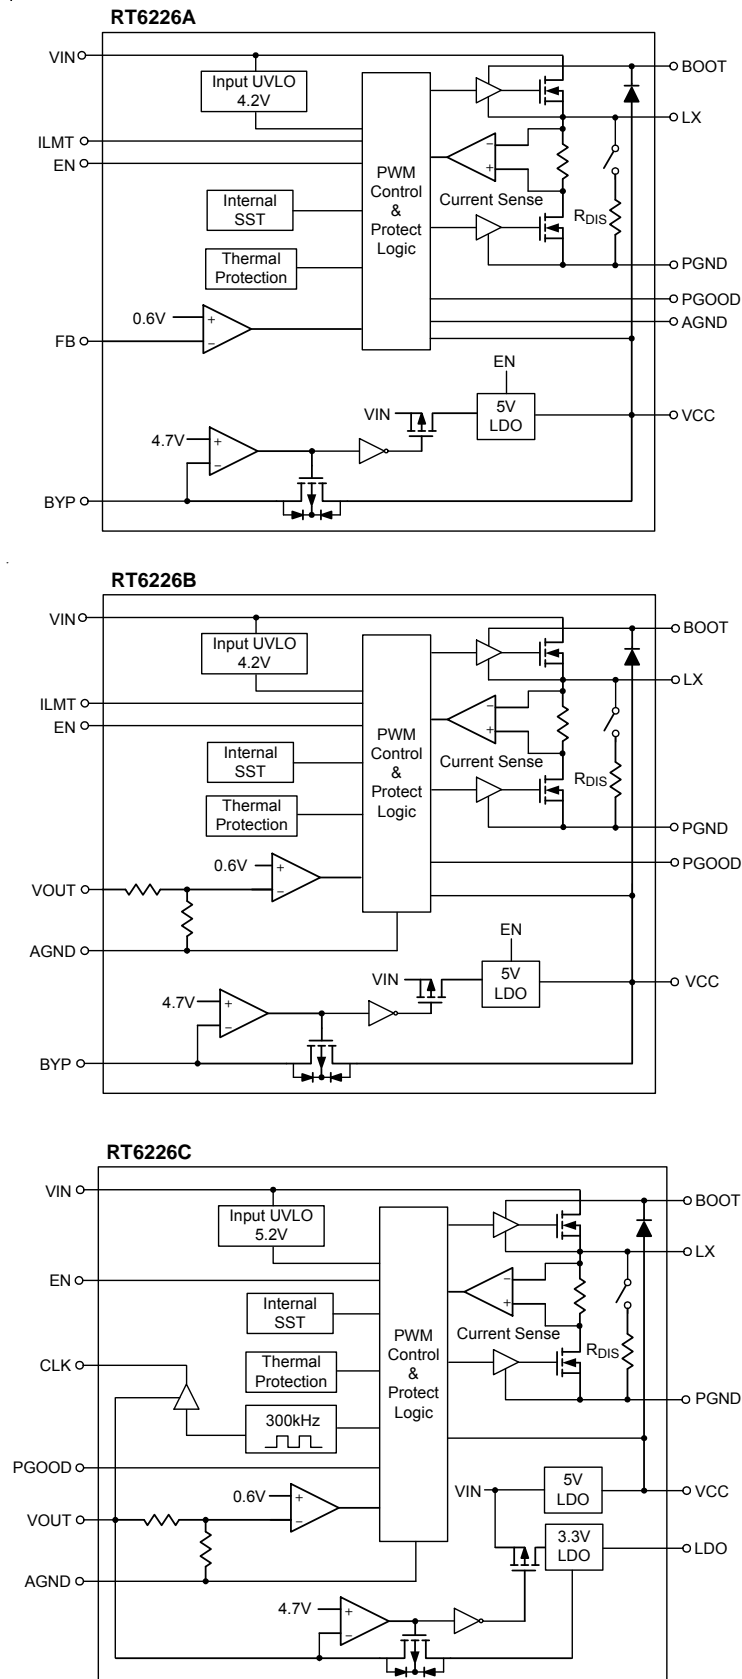 RT6226A
VIN
Input UVLO
4.2V
BOOT
LX
ILMT
EN
PWM
Control
&
Protect
Logic
Current Sense
Internal
SST
RDIS
Thermal
Protection
PGND
PGOOD
AGND
0.6V
+
−
FB
EN
VIN
5V
LDO
VCC
4.7V
+
−
BYP
RT6226B
VIN
Input UVLO
4.2V
BOOT
LX
ILMT
EN
PWM
Control
&
Protect
Logic
Current Sense
Internal
SST
RDIS
Thermal
Protection
PGND
PGOOD
0.6V
+
−
VOUT
AGND
EN
VIN
5V
LDO
VCC
4.7V
+
−
BYP
RT6226C
VIN
Input UVLO
5.2V
BOOT
LX
EN
Internal
SST
PWM
Control
&
Protect
Logic
Current Sense
RDIS
CLK
Thermal
Protection
PGND
300kHz
PGOOD
0.6V
+
−
VOUT
VIN
5V
LDO
VCC
3.3V
LDO
LDO
AGND
4.7V
+
−